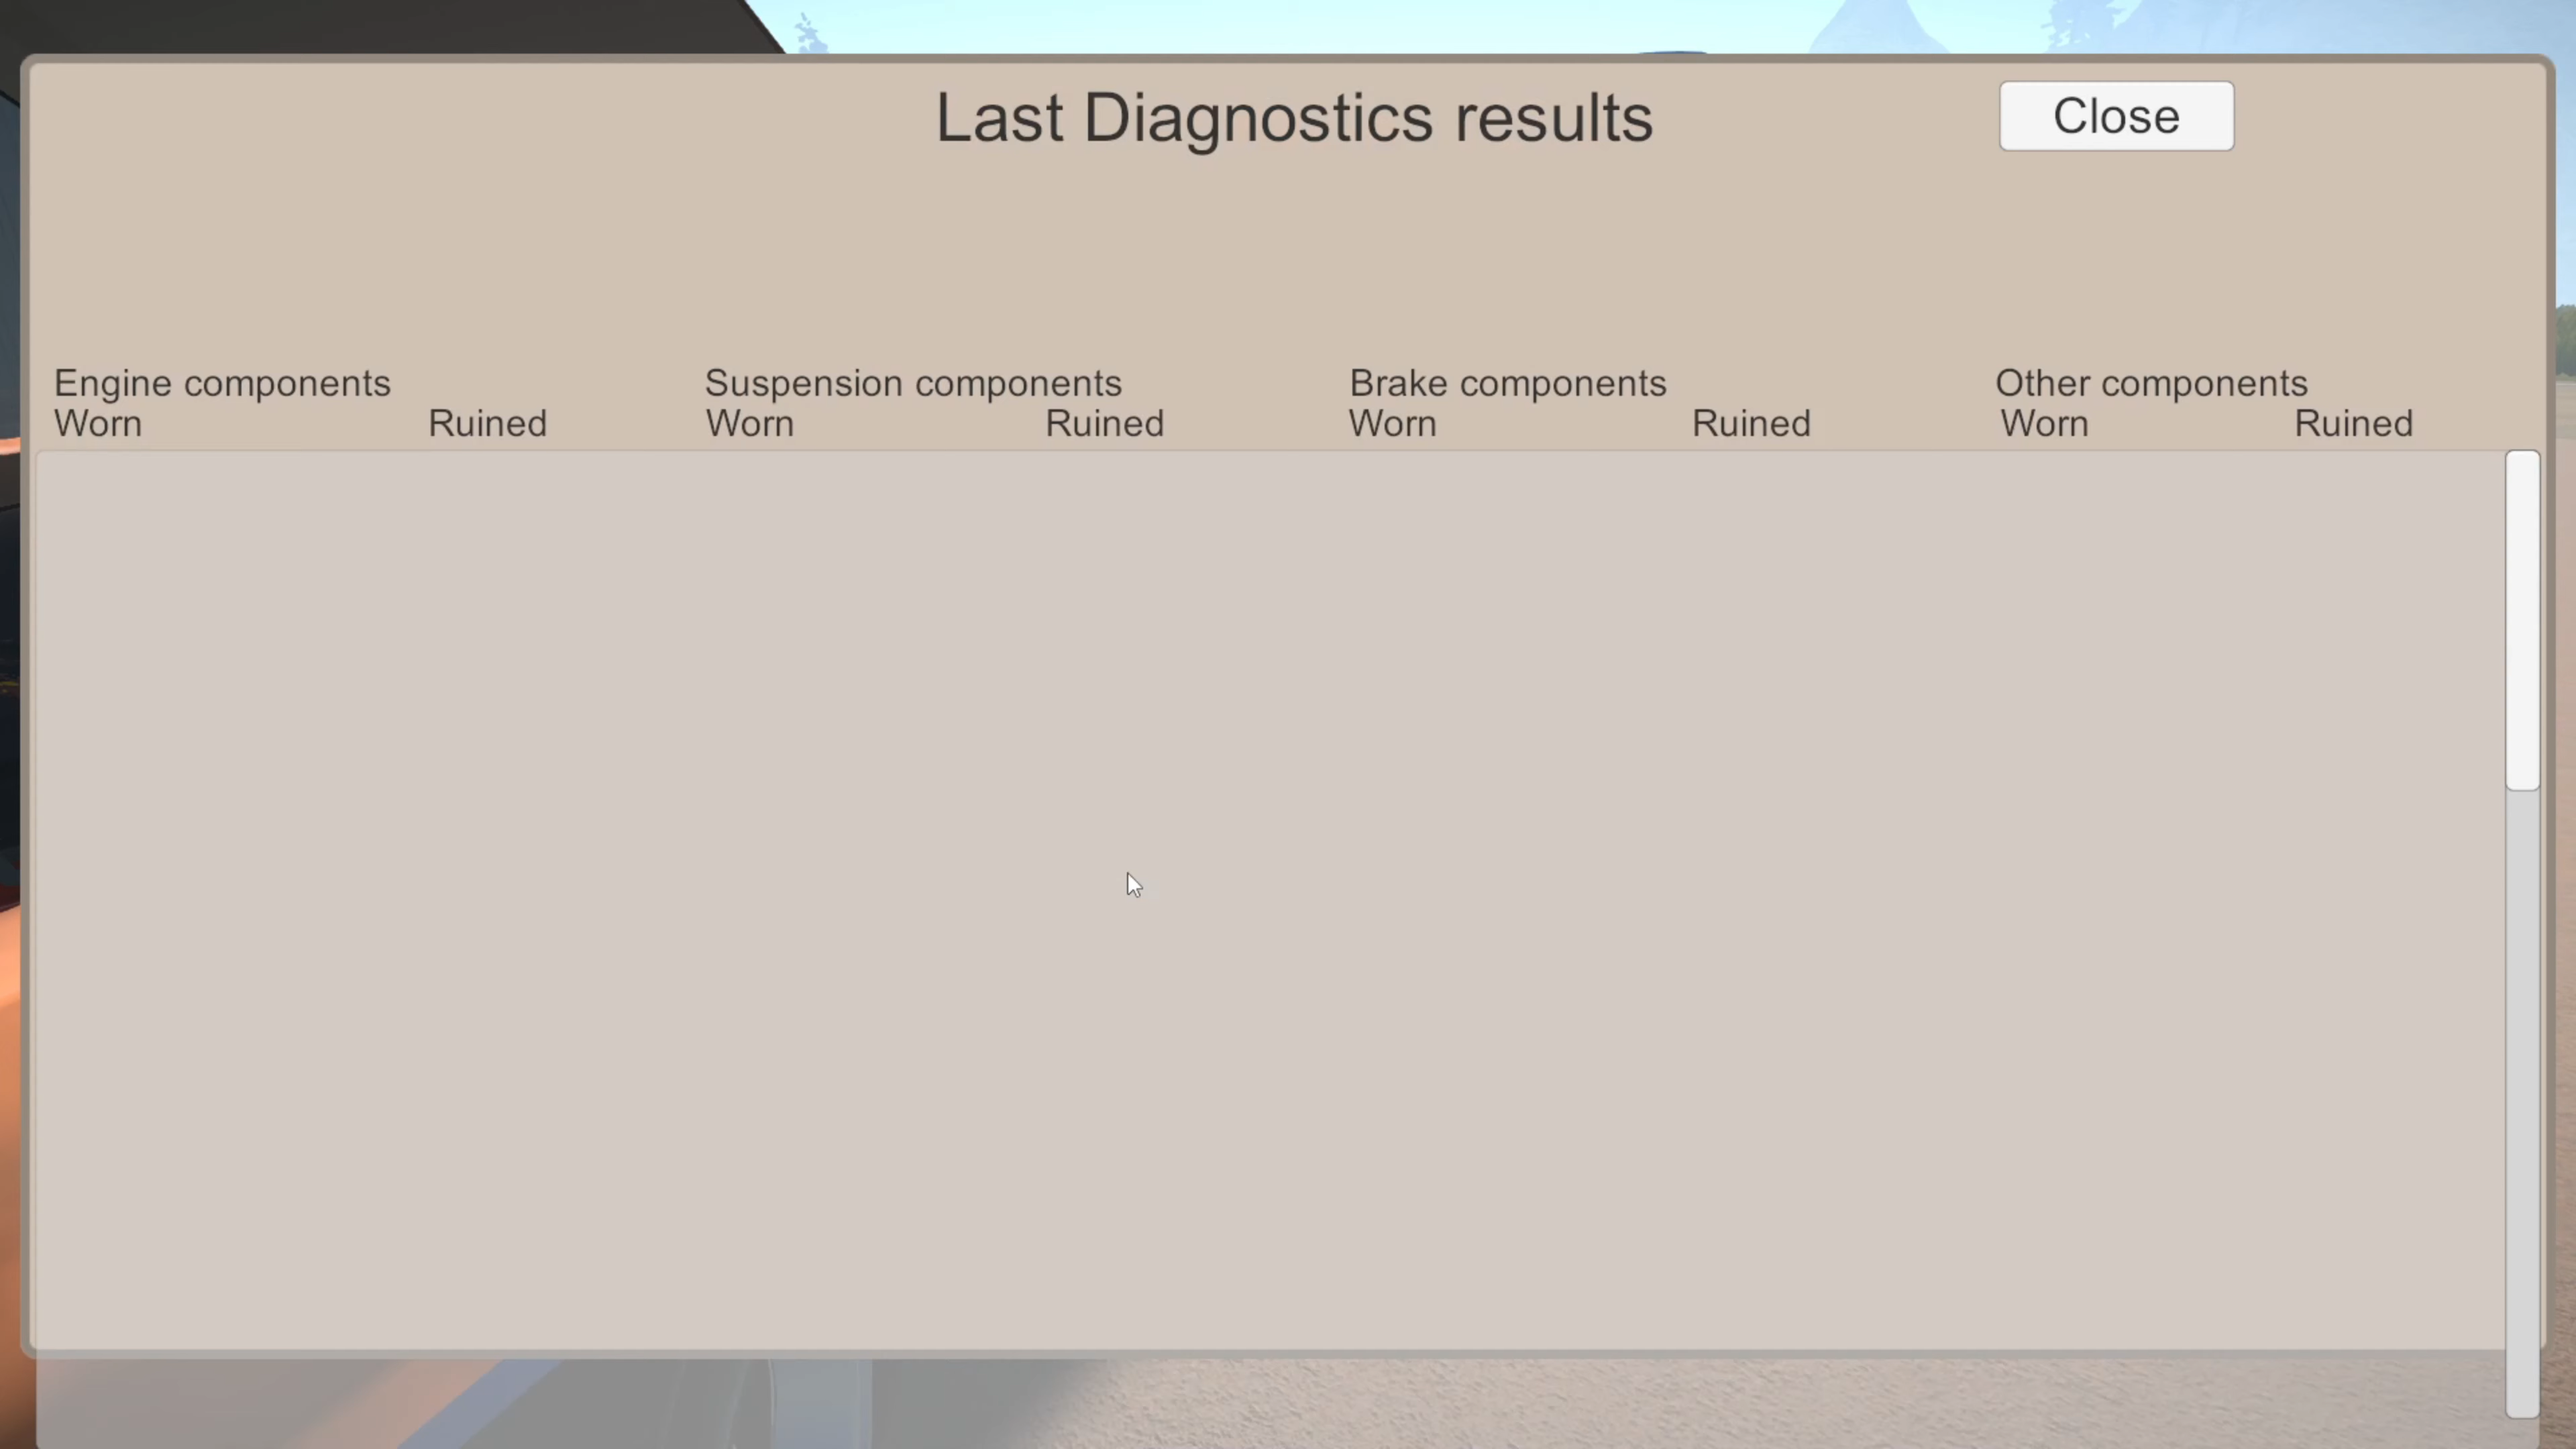 Last Diagnostics results
Close
Engine components
Suspension components
Brake components
Other components
Worn
Ruined
Worn
Ruined
Worn
Ruined
Worn
Ruined